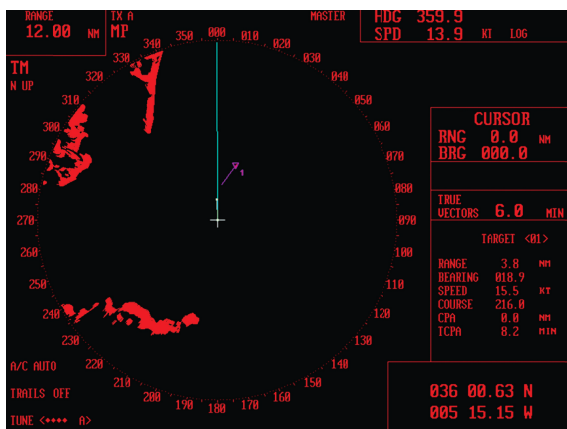 RANGE
12.00 NM
TX A
MP
MASTER
HDG 359.9
SPD 13.9 KT LOG
TM
N UP
350 000 010
340 020
330 030
320 040
310 050
300 060
290 070
280 080
270 090
260 100
250 110
240 120
230 130
220 140
210 150
200 190 180 170 160
1
CURSOR
RNG 0.0 NM
BRG 000.0
TRUE
VECTORS 6.0 MIN
TARGET <01>
RANGE 3.8 NM
BEARING 018.9
SPEED 15.5 KT
COURSE 216.0
CPA 0.0 NM
TCPA 8.2 MIN
A/C AUTO
TRAILS OFF
TUNE <♦♦♦♦ A>
036 00.63 N
005 15.15 W